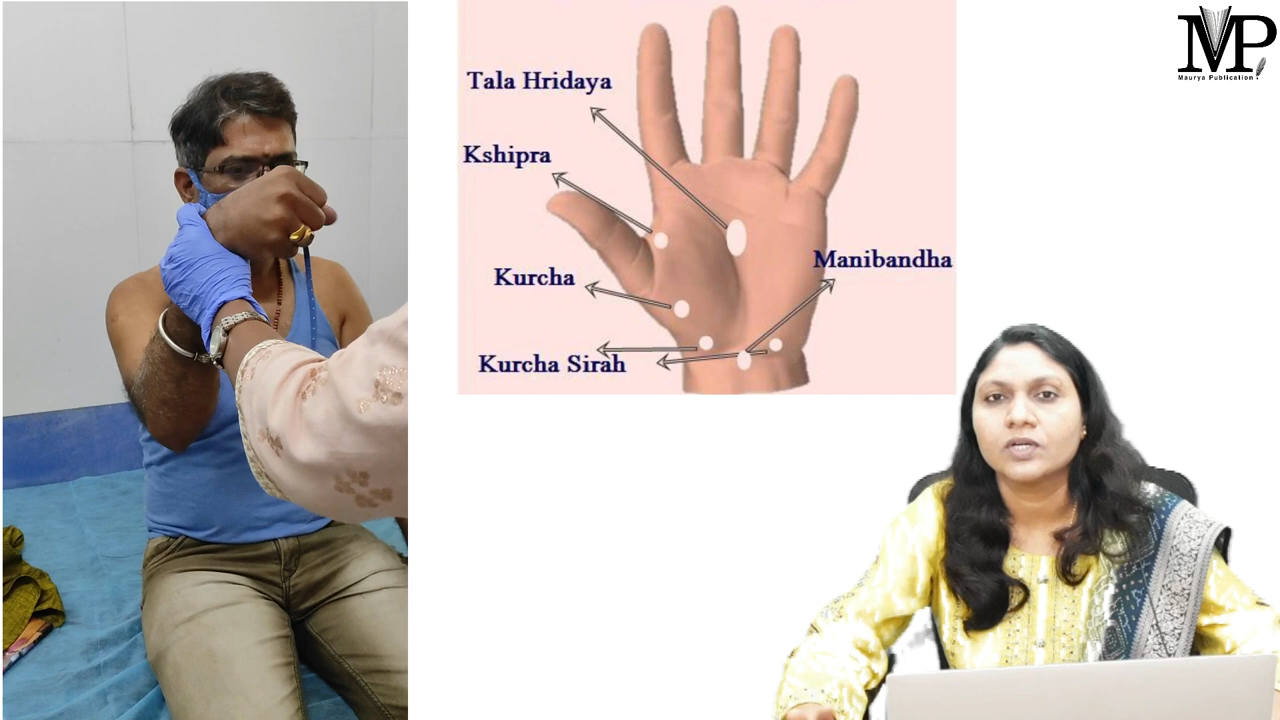 Tala Hridaya
Kshipra
Kurcha
Manibandha
Kurcha Sirah
MP
Maurya Publication